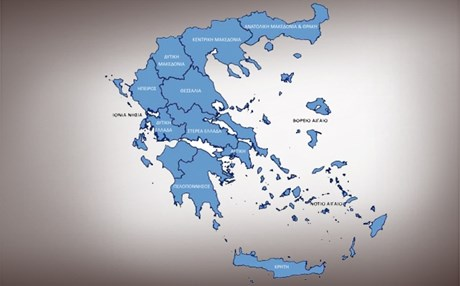 ΑΝΑΤΟΛΙΚΗ ΜΑΚΕΔΟΝΙΑ & ΘΡΑΚΗ
ΚΕΝΤΡΙΚΗ ΜΑΚΕΔΟΝΙΑ
ΔΥΤΙΚΗ
ΜΑΚΕΔΟΝΙΑ
ΗΠΕΙΡΟΣ
ΘΕΣΣΑΛΙΑ
ΙΟΝΙΑ ΝΗΣΙΑ
ΒΟΡΕΙΟ ΑΙΓΑΙΟ
ΔΥΤΙΚΗ
ΕΛΛΑΔΑ
ΣΤΕΡΕΑ ΕΛΛΑΔΑ
ΑΤΤΙΚΗ
ΠΕΛΟΠΟΝΝΗΣΟΣ
ΝΟΤΙΟ ΑΙΓΑΙΟ
ΚΡΗΤΗ